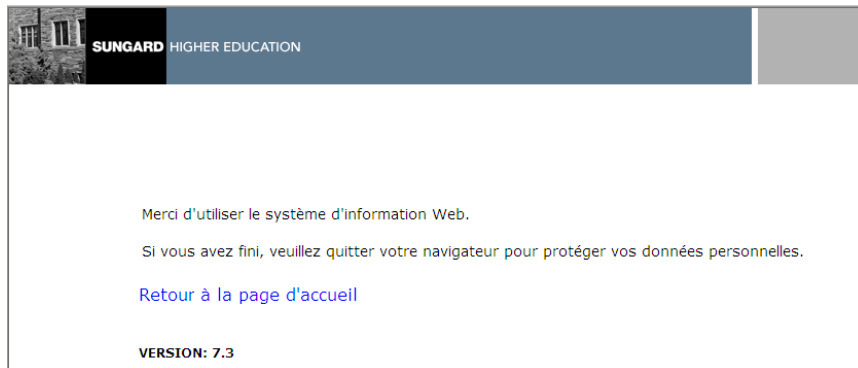 SUNGARD HIGHER EDUCATION
Merci d'utiliser le système d'information Web.
Si vous avez fini, veuillez quitter votre navigateur pour protéger vos données personnelles.
Retour à la page d'accueil
VERSION: 7.3